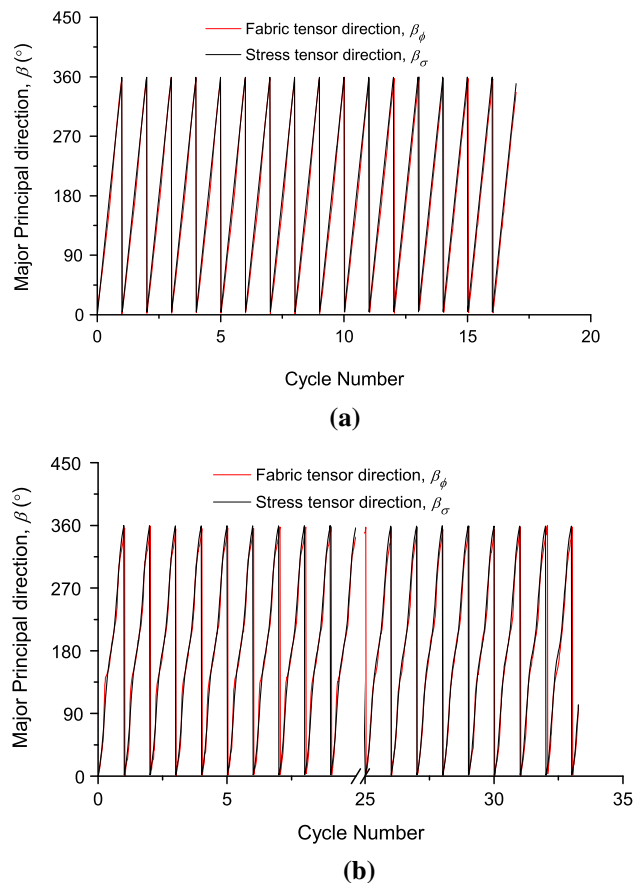 450
360
270
180
90
0
Major Principal direction, β (°)
Fabric tensor direction, βϕ
Stress tensor direction, βσ
0 5 10 15 20
Cycle Number
(a)
450
360
270
180
90
0
Major Principal direction, β (°)
Fabric tensor direction, βϕ
Stress tensor direction, βσ
0 5 25 30 35
Cycle Number
(b)